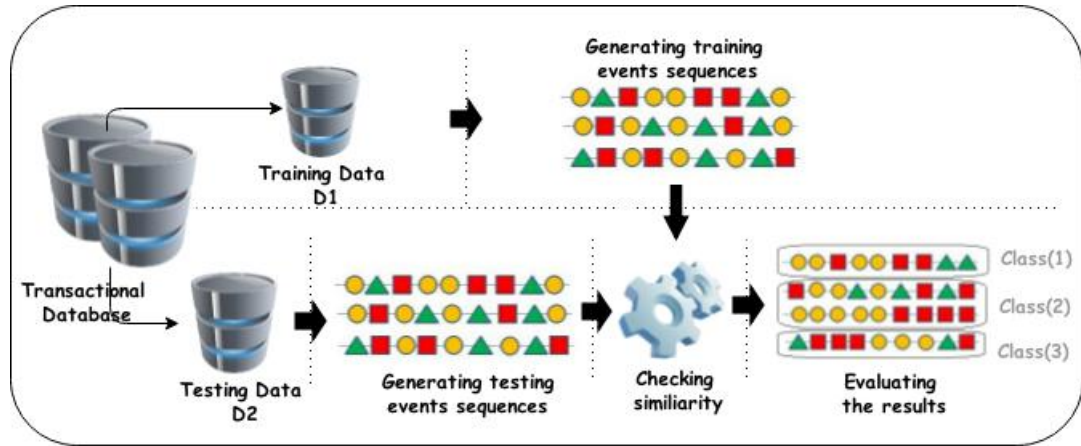 Generating training
events sequences
Training Data
D1
Transactional
Database
Testing Data
D2
Generating testing
events sequences
Checking
similiarity
Class(1)
Class(2)
Class(3)
Evaluating
the results